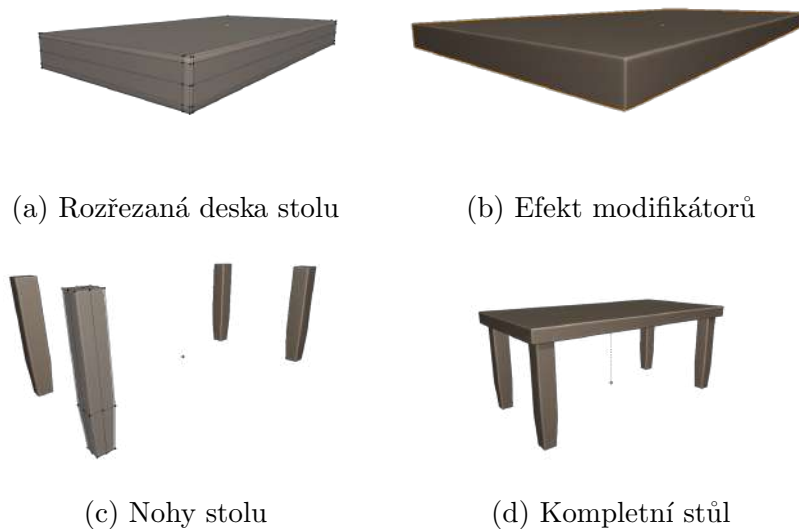 (a) Rozřezaná deska stolu
(b) Efekt modifikátorů
(c) Nohy stolu
(d) Kompletní stůl